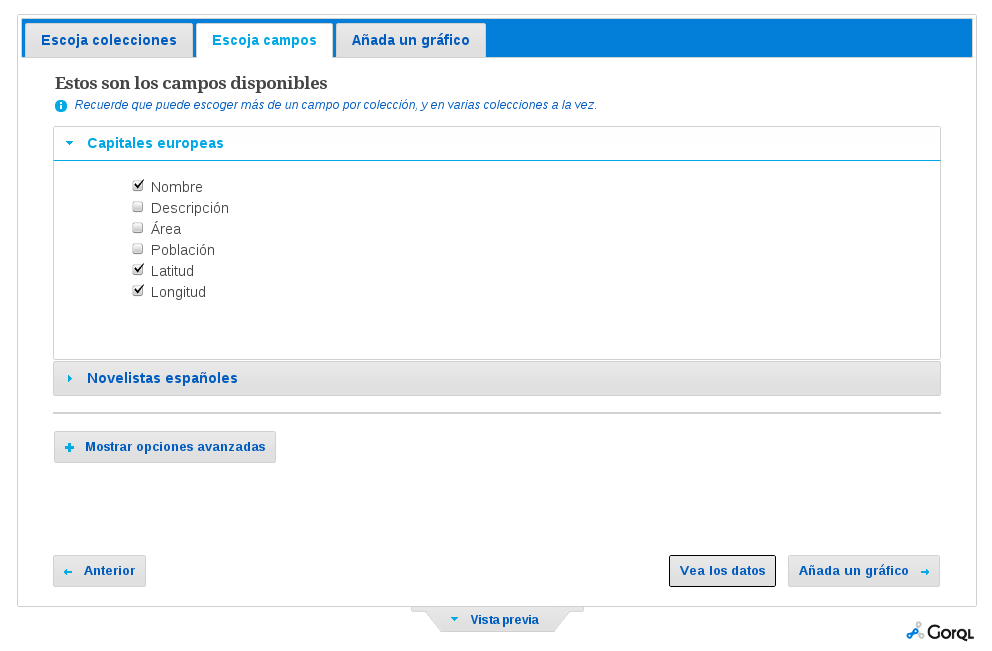 Escoja colecciones Escoja campos Añada un gráfico
Estos son los campos disponibles
Recuerde que puede escoger más de un campo por colección, y en varias colecciones a la vez.
Capitales europeas
Nombre
Descripción
Área
Población
Latitud
Longitud
Novelistas españoles
Mostrar opciones avanzadas
Anterior Vea los datos Añada un gráfico
Vista previa
GorQL